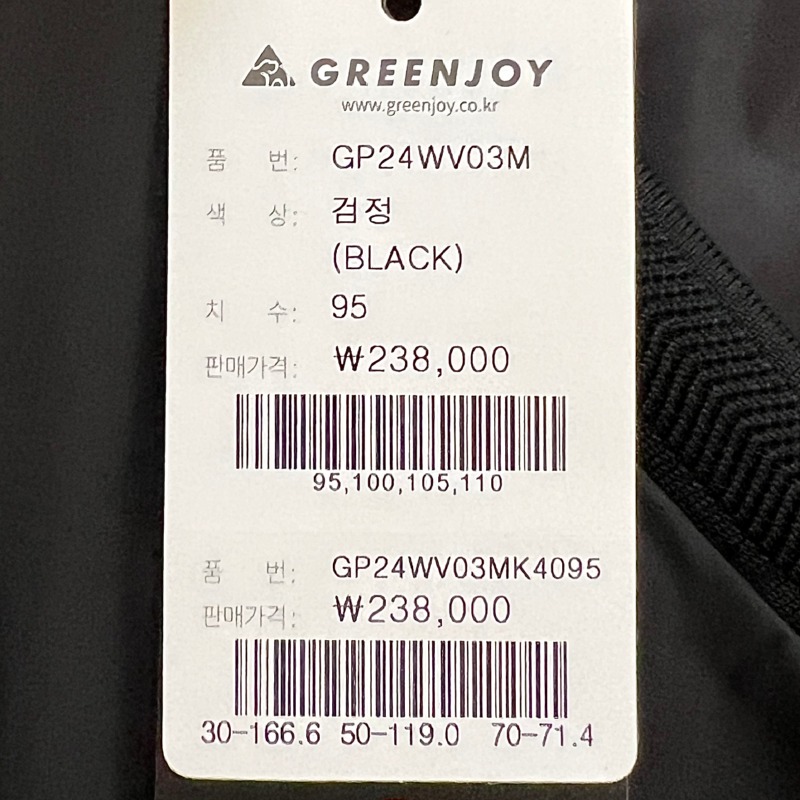 GREENJOY
www.greenjoy.co.kr
품 번: GP24WV03M
색 상: 검정
(BLACK)
치 수: 95
판매가격: ₩238,000
95,100,105,110
품 번: GP24WV03MK4095
판매가격: ₩238,000
30-166.6 50-119.0 70-71.4